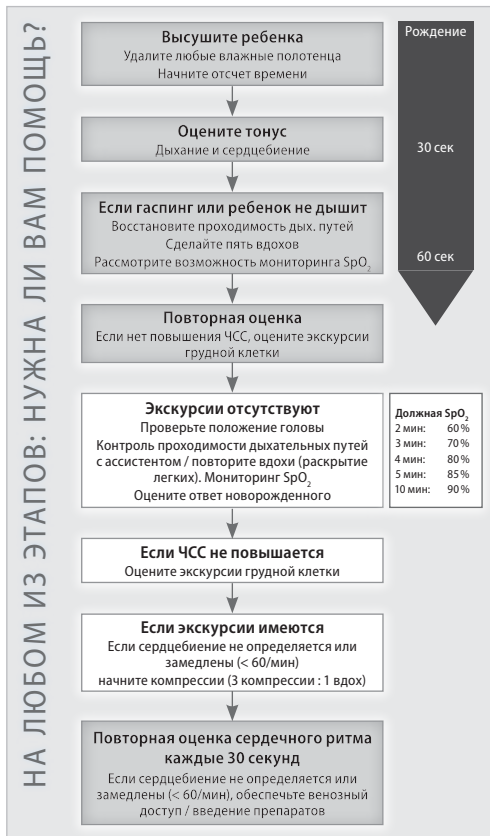 НА ЛЮБОМ ИЗ ЭТАПОВ: НУЖНА ЛИ ВАМ ПОМОЩЬ?
Высушите ребенка
Удалите любые влажные полотенца
Начните отсчет времени
Рождение
Оцените тонус
Дыхание и сердцебиение
30 сек
Если гаспинг или ребенок не дышит
Восстановите проходимость дых. путей
Сделайте пять вдохов
Рассмотрите возможность мониторинга SpO₂
60 сек
Повторная оценка
Если нет повышения ЧСС, оцените экскурсии
грудной клетки
Экскурсии отсутствуют
Проверьте положение головы
Контроль проходимости дыхательных путей
с ассистентом / повторите вдохи (раскрытие
легких). Мониторинг SpO₂
Оцените ответ новорожденного
Должная SpO₂
2 мин: 60 %
3 мин: 70 %
4 мин: 80 %
5 мин: 85 %
10 мин: 90 %
Если ЧСС не повышается
Оцените экскурсии грудной клетки
Если экскурсии имеются
Если сердцебиение не определяется или
замедлены (< 60/мин)
начните компрессии (3 компрессии : 1 вдох)
Повторная оценка сердечного ритма
каждые 30 секунд
Если сердцебиение не определяется или
замедлены (< 60/мин), обеспечьте венозный
доступ / введение препаратов